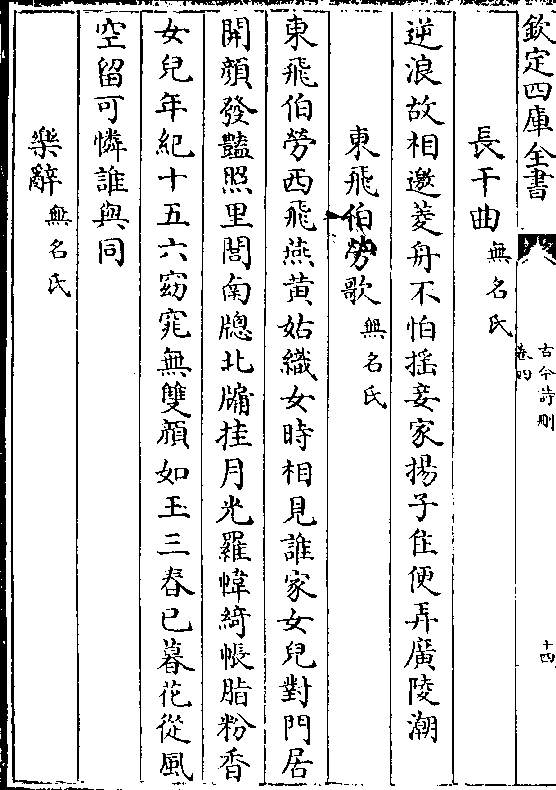 欽定四庫全書
古今詩刪
卷四
十四
長干曲 無名氏
逆浪故相邀菱舟不怕搖妾家揚子住便弄廣陵潮
東飛伯勞歌 無名氏
東飛伯勞西飛燕黃姑織女時相見誰家女兒對門居
開顔發豔照里閭南牕北牖挂月光羅幃綺帳脂粉香
女兒年紀十五六窈窕無雙顔如玉三春已暮花從風
空留可憐誰與同
樂辭 無名氏